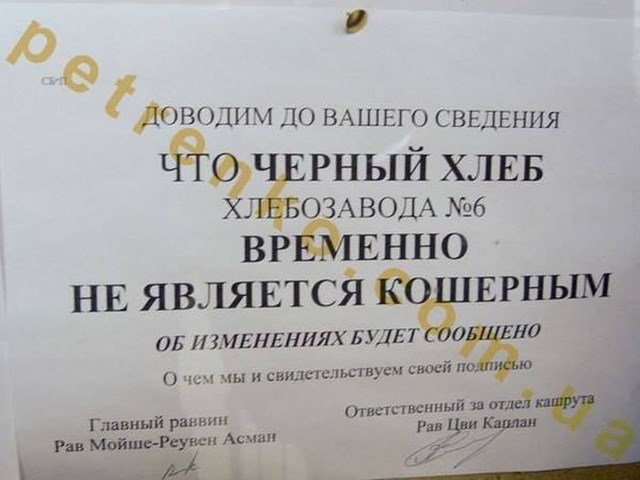 СБ"П
ДОВОДИМ ДО ВАШЕГО СВЕДЕНИЯ
ЧТО ЧЕРНЫЙ ХЛЕБ
ХЛЕБОЗАВОДА №6
ВРЕМЕННО
НЕ ЯВЛЯЕТСЯ КОШЕРНЫМ
ОБ ИЗМЕНЕНИЯХ БУДЕТ СООБЩЕНО
О чем мы и свидетельствуем своей подписью
Главный раввин
Рав Мойше-Реувен Асман
Ответственный за отдел кашрута
Рав Цви Каплан
petrenko.com.ua